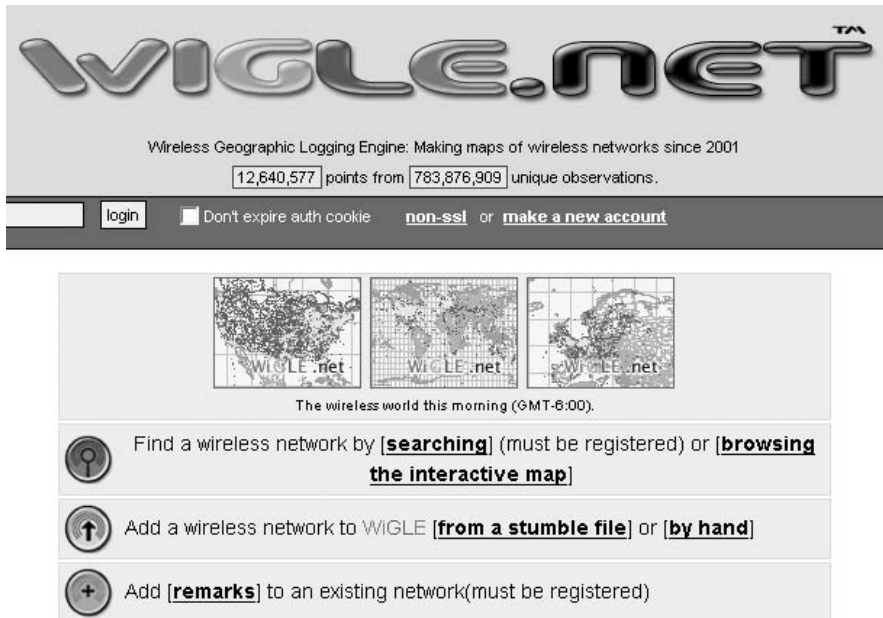 WIGLE.NET™
Wireless Geographic Logging Engine: Making maps of wireless networks since 2001
12,640,577 points from 783,876,909 unique observations.
login Don't expire auth cookie non-ssl or make a new account
WiGLE.net WiGLE.net WiGLE.net
The wireless world this morning (GMT-6:00).
Find a wireless network by [searching] (must be registered) or [browsing
the interactive map]
Add a wireless network to WiGLE [from a stumble file] or [by hand]
Add [remarks] to an existing network(must be registered)